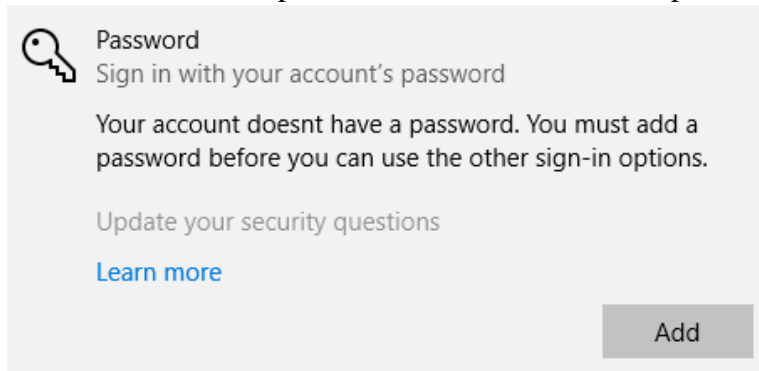 Password
Sign in with your account's password
Your account doesnt have a password. You must add a
password before you can use the other sign-in options.
Update your security questions
Learn more
Add